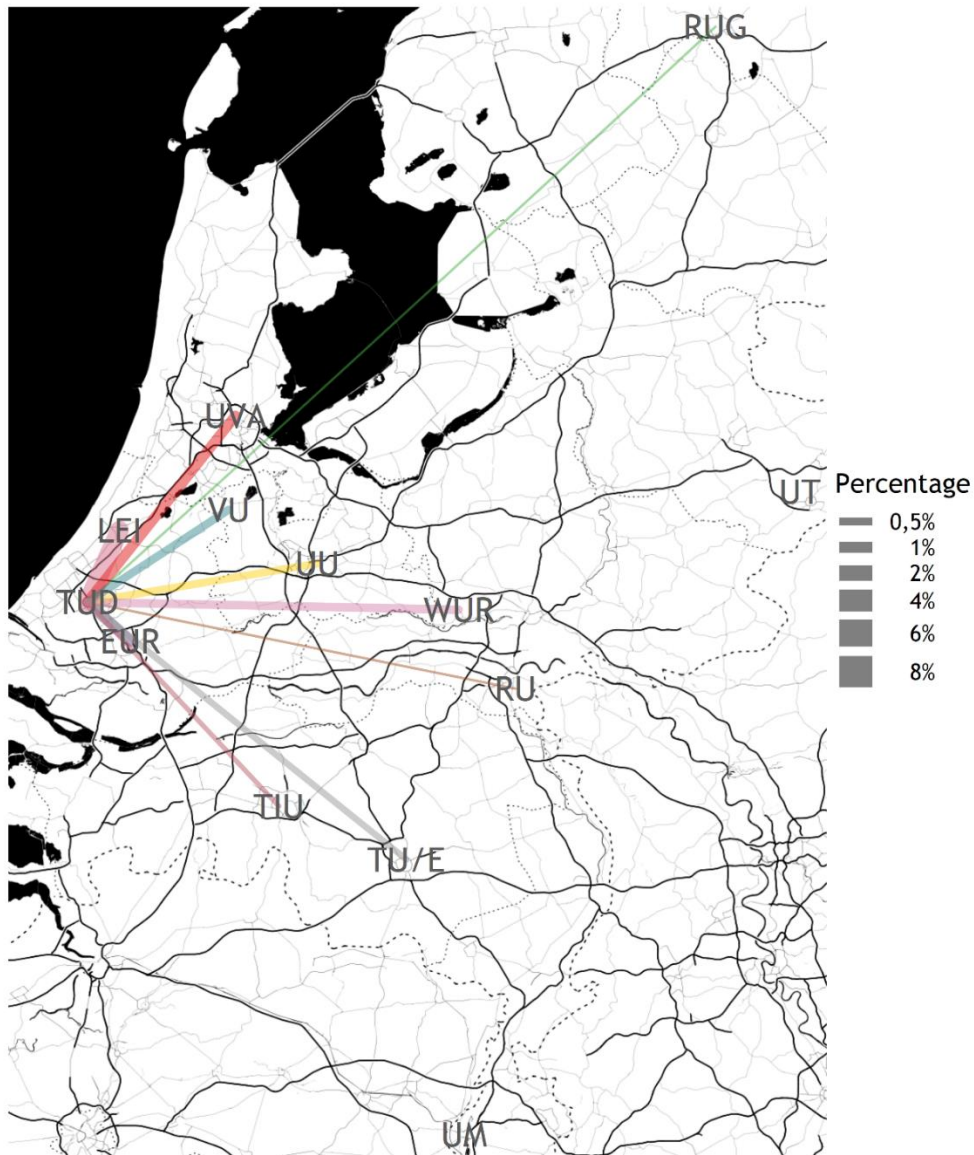 RUG
UVA
UT
Percentage
VU
0,5%
LEI
1%
UU
2%
TUD
4%
WUR
6%
EUR
8%
RU
TIU
TU/E
UM